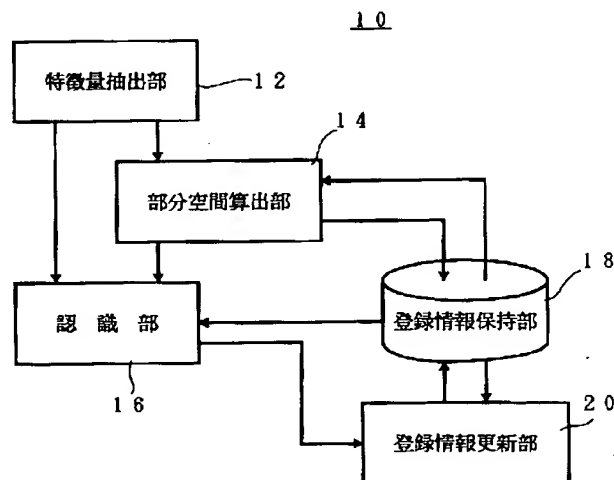 １０
特徴量抽出部
１２
１４
部分空間算出部
１８
認　識　部
登録情報保持部
１６
２０
登録情報更新部